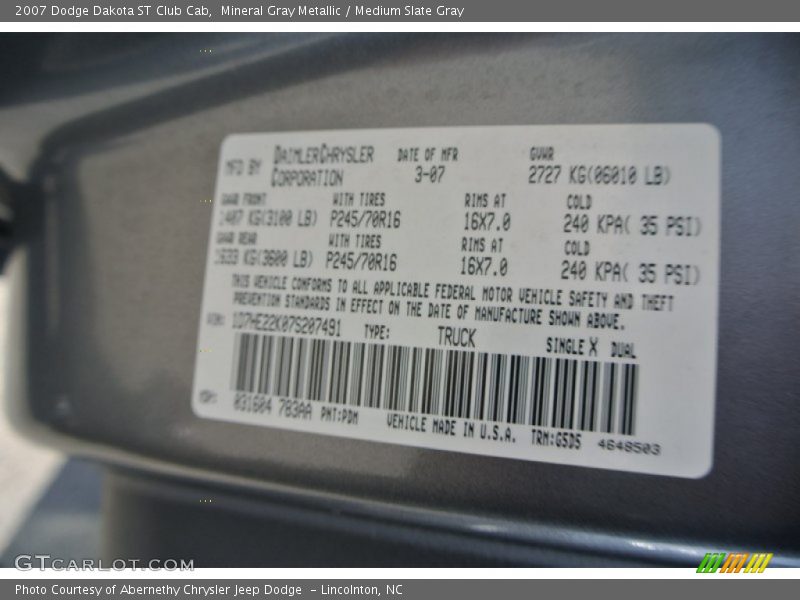 2007 Dodge Dakota ST Club Cab,  Mineral Gray Metallic / Medium Slate Gray
MFD BY DAIMLERCHRYSLER CORPORATION DATE OF MFR 3-07 GVWR 2727 KG(06010 LB)
GAWR FRONT WITH TIRES RIMS AT COLD
1407 KG(3100 LB) P245/70R16 16X7.0 240 KPA( 35 PSI)
GAWR REAR WITH TIRES RIMS AT COLD
1633 KG(3600 LB) P245/70R16 16X7.0 240 KPA( 35 PSI)
THIS VEHICLE CONFORMS TO ALL APPLICABLE FEDERAL MOTOR VEHICLE SAFETY AND THEFT
PREVENTION STANDARDS IN EFFECT ON THE DATE OF MANUFACTURE SHOWN ABOVE.
VIN: 1D7HE22K07S207491 TYPE: TRUCK SINGLE X DUAL
MDH: 031604 783AA PNT:PDM VEHICLE MADE IN U.S.A. TRM:G5D5 4648503
GTCARLOT.COM
Photo Courtesy of Abernethy Chrysler Jeep Dodge  - Lincolnton, NC